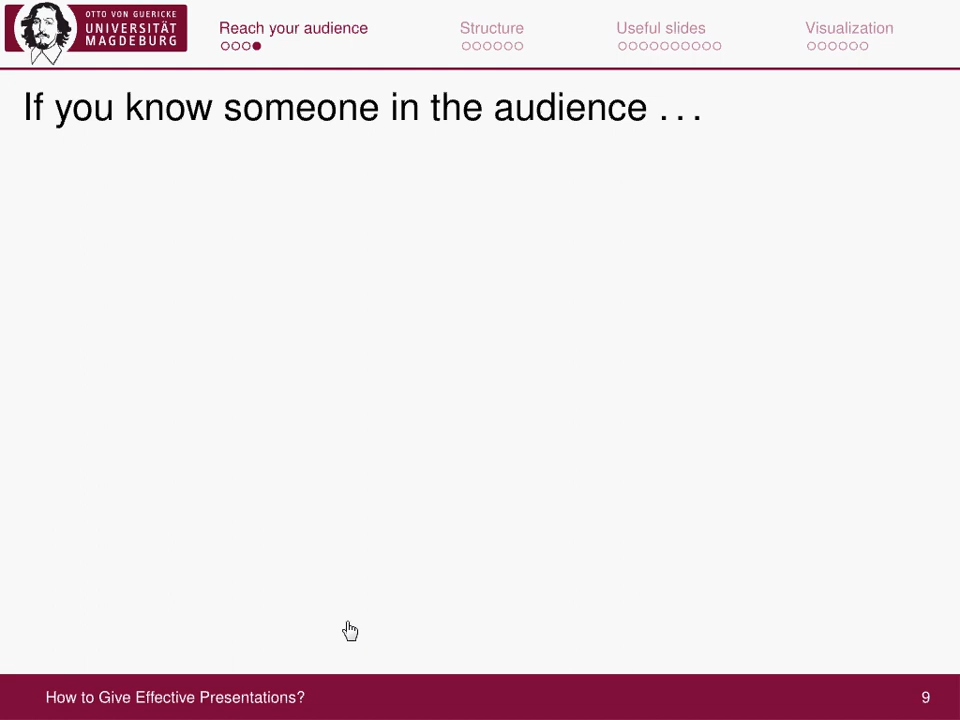 OTTO VON GUERICKE
UNIVERSITÄT
MAGDEBURG
Reach your audience
Structure
Useful slides
Visualization
If you know someone in the audience . . .
How to Give Effective Presentations?
9